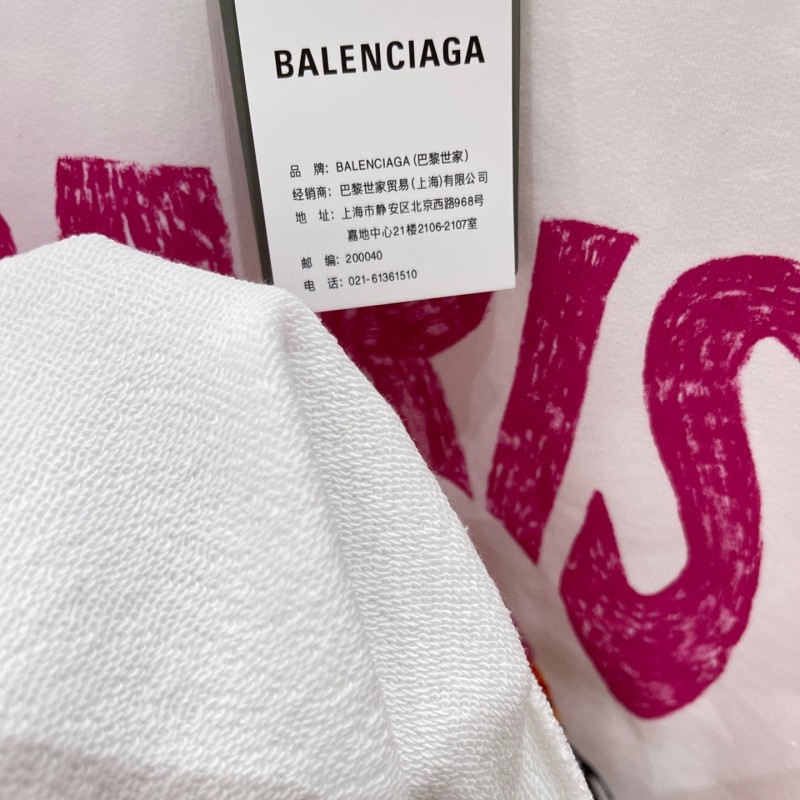 BALENCIAGA
品 牌: BALENCIAGA (巴黎世家)
经销商: 巴黎世家贸易(上海)有限公司
地 址: 上海市静安区北京西路968号
嘉地中心21楼2106-2107室
邮 编: 200040
电 话: 021-61361510
RIS